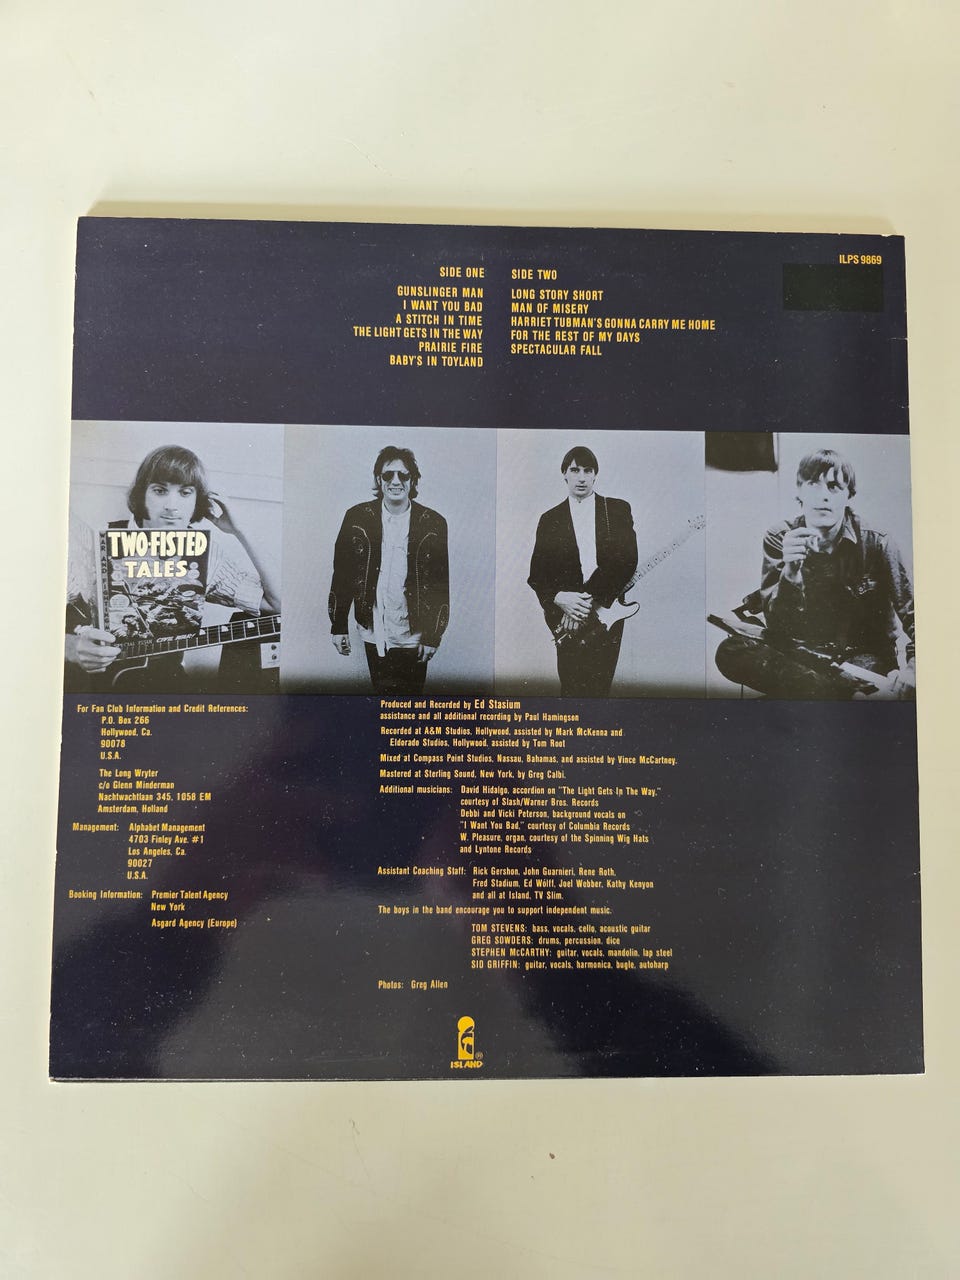 ILPS 9869
SIDE ONE
GUNSLINGER MAN
I WANT YOU BAD
A STITCH IN TIME
THE LIGHT GETS IN THE WAY
PRAIRIE FIRE
BABY'S IN TOYLAND
SIDE TWO
LONG STORY SHORT
MAN OF MISERY
HARRIET TUBMAN'S GONNA CARRY ME HOME
FOR THE REST OF MY DAYS
SPECTACULAR FALL
TWO-FISTED
TALES
For Fan Club Information and Credit References:
P.O. Box 266
Hollywood, Ca.
90078
U.S.A.
The Long Wryter
c/o Glenn Minderman
Nachtwachtlaan 345, 1058 EM
Amsterdam, Holland
Management: Alphabet Management
4703 Finley Ave. #1
Los Angeles, Ca.
90027
U.S.A.
Booking Information: Premier Talent Agency
New York
Asgard Agency (Europe)
Produced and Recorded by Ed Stasium
assistance and all additional recording by Paul Hamingson
Recorded at A&M Studios, Hollywood, assisted by Mark McKenna and
Eldorado Studios, Hollywood, assisted by Tom Root
Mixed at Compass Point Studios, Nassau, Bahamas, and assisted by Vince McCartney.
Mastered at Sterling Sound, New York, by Greg Calbi.
Additional musicians: David Hidalgo, accordion on "The Light Gets In The Way,"
courtesy of Slash/Warner Bros. Records
Debbi and Vicki Peterson, background vocals on
"I Want You Bad," courtesy of Columbia Records
W. Pleasure, organ, courtesy of the Spinning Wig Hats
and Lyntone Records
Assistant Coaching Staff: Rick Gershon, John Guarnieri, Rene Roth,
Fred Stadium, Ed Wolff, Joel Webber, Kathy Kenyon
and all at Island, TV Slim.
The boys in the band encourage you to support independent music.
TOM STEVENS: bass, vocals, cello, acoustic guitar
GREG SOWDERS: drums, percussion, dice
STEPHEN McCARTHY: guitar, vocals, mandolin, lap steel
SID GRIFFIN: guitar, vocals, harmonica, bugle, autoharp
Photos: Greg Allen
ISLAND®